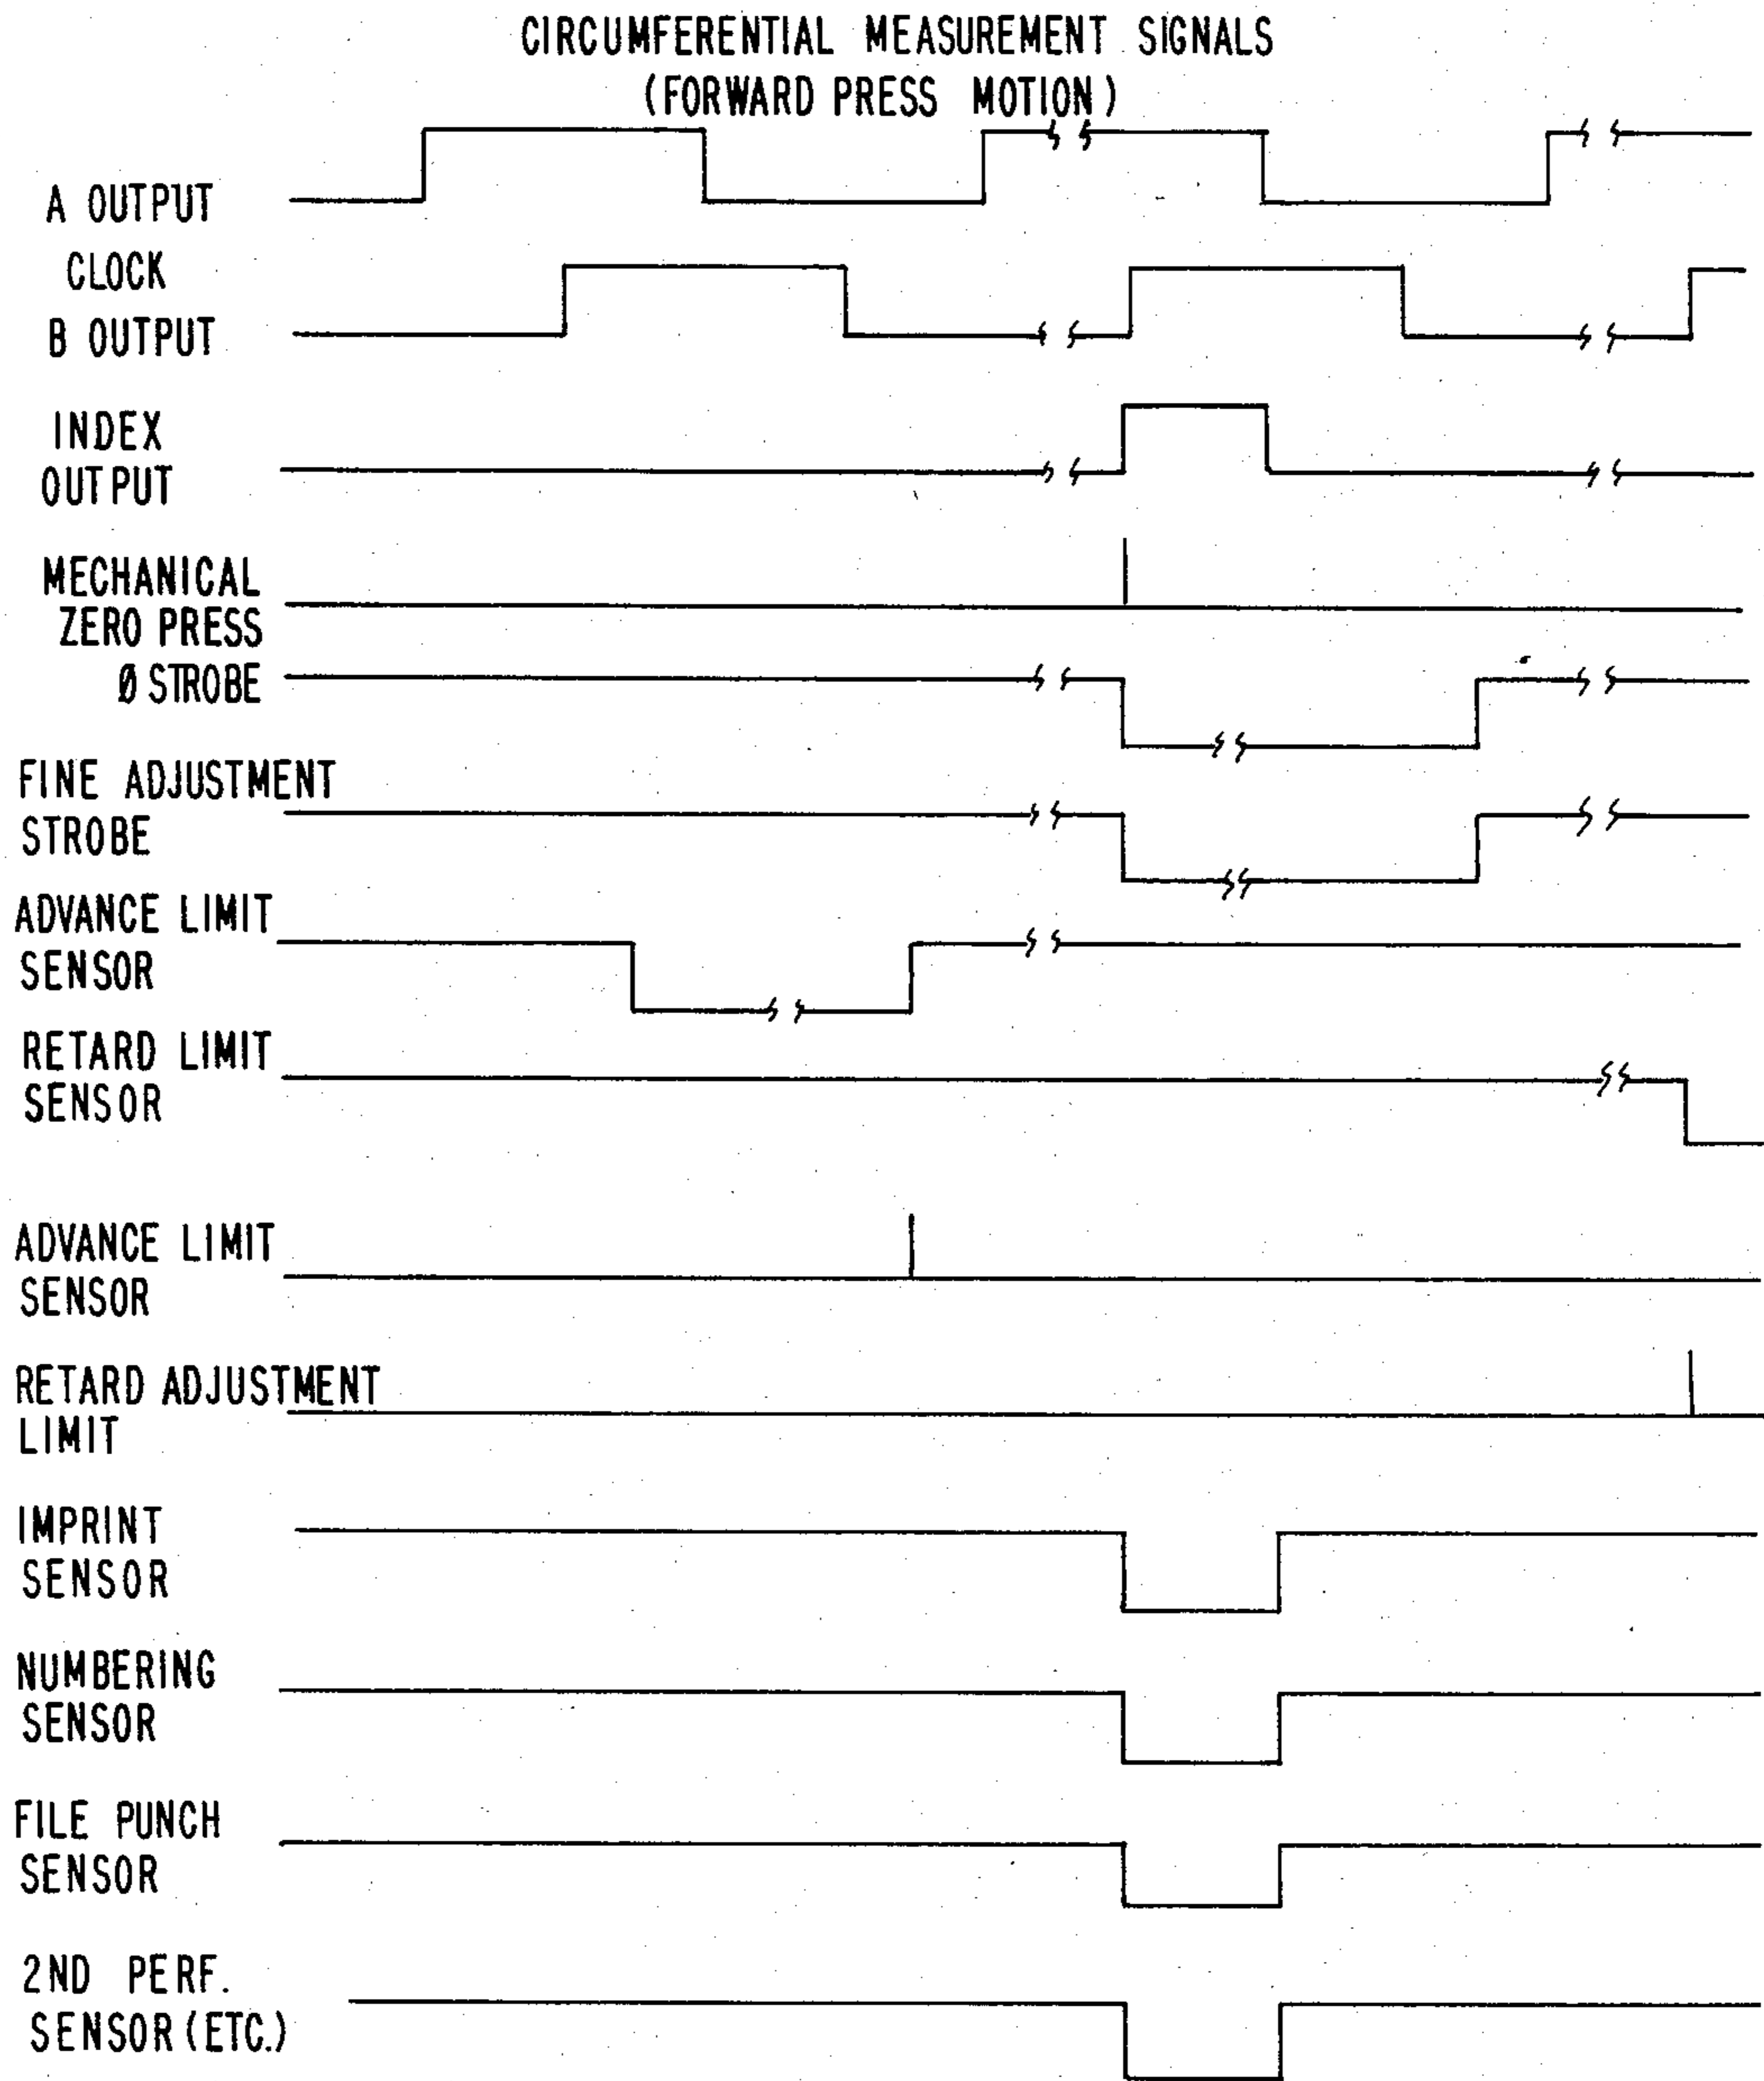 CIRCUMFERENTIAL MEASUREMENT SIGNALS
(FORWARD PRESS MOTION)
A OUTPUT
CLOCK
B OUTPUT
INDEX
OUTPUT
MECHANICAL
ZERO PRESS
Ø STROBE
FINE ADJUSTMENT
STROBE
ADVANCE LIMIT
SENSOR
RETARD LIMIT
SENSOR
ADVANCE LIMIT
SENSOR
RETARD ADJUSTMENT
LIMIT
IMPRINT
SENSOR
NUMBERING
SENSOR
FILE PUNCH
SENSOR
2ND PERF.
SENSOR (ETC.)